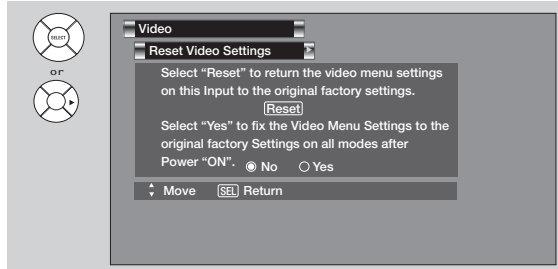 SELECT
or
Video
Reset Video Settings
Select “Reset” to return the video menu settings
on this Input to the original factory settings.
Reset
Select “Yes” to fix the Video Menu Settings to the
original factory Settings on all modes after
Power “ON”. No Yes
Move SEL Return